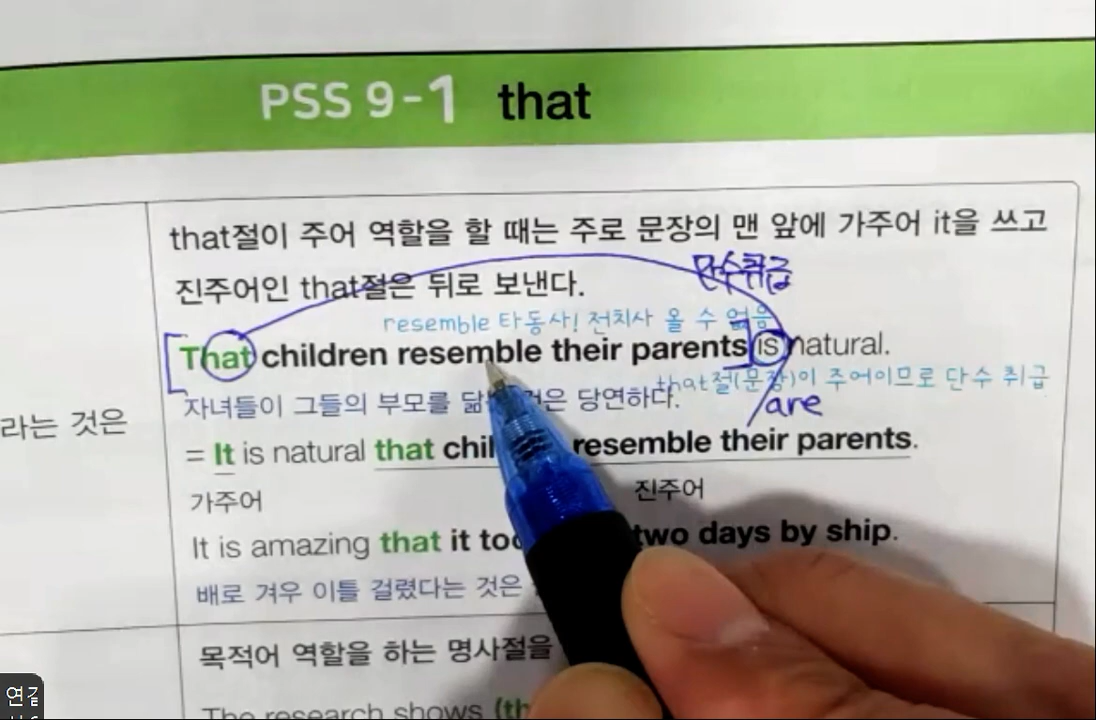 PSS 9-1 that
that절이 주어 역할을 할 때는 주로 문장의 맨 앞에 가주어 it을 쓰고
단수취급
진주어인 that절은 뒤로 보낸다.
resemble 타동사! 전치사 올 수 없음
That children resemble their parents is natural.
that절(문장)이 주어이므로 단수 취급
자녀들이 그들의 부모를 은 당연하다.
are
라는 것은
= It is natural that resemble their parents.
가주어 진주어
It is amazing that it two days by ship.
배로 겨우 이틀 걸렸다는 것은
목적어 역할을 하는 명사절을
The research shows